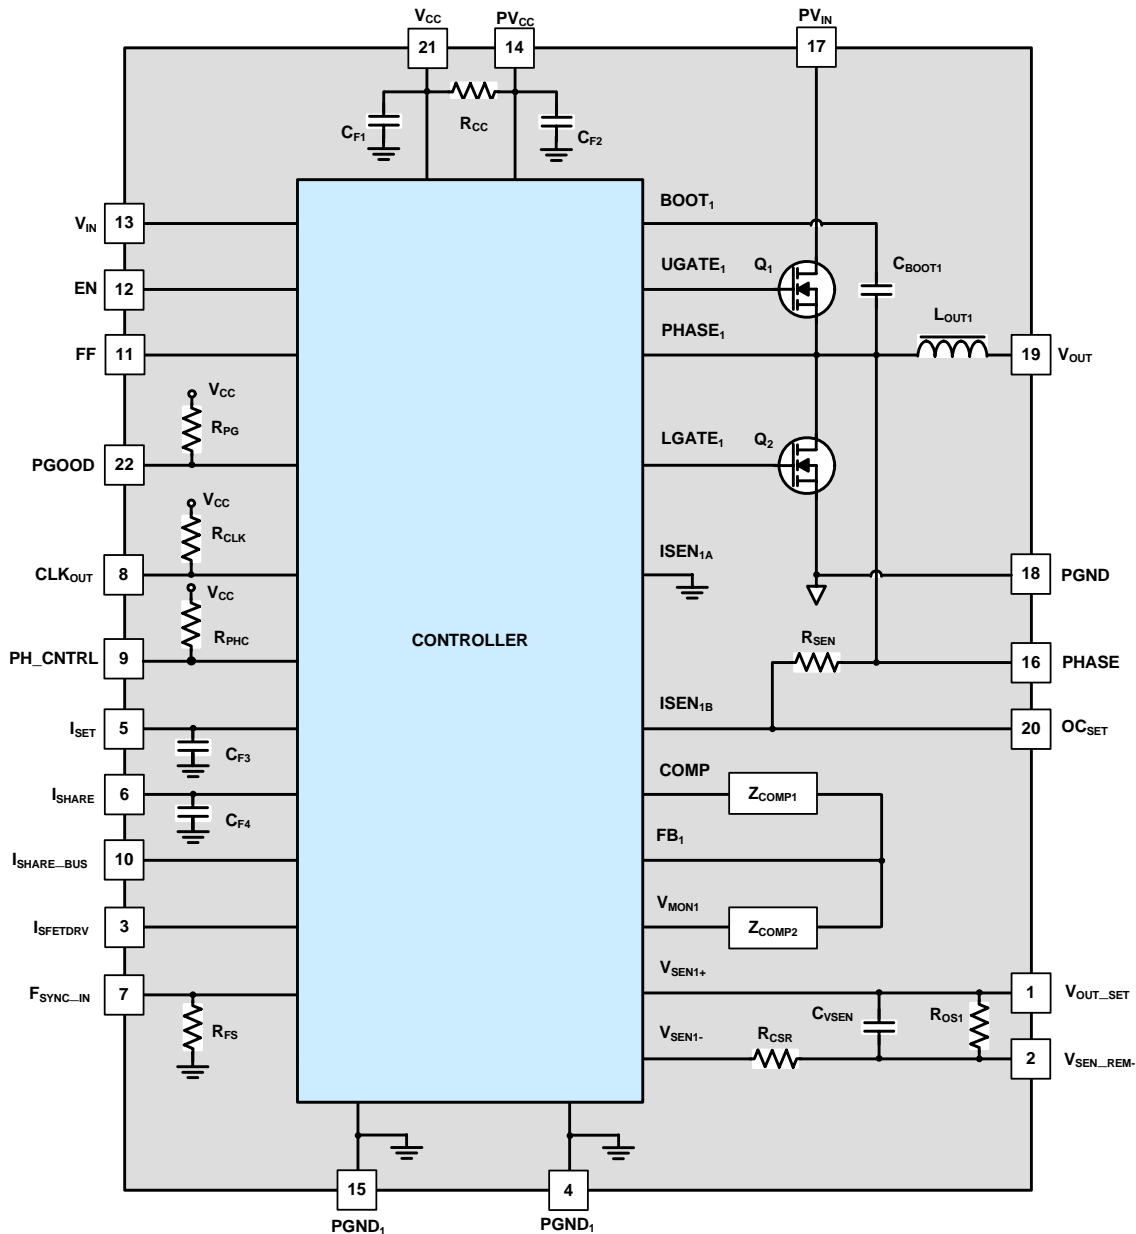 VCC PVCC PVIN
21 14 17
CF1 RCC CF2
VIN 13 BOOT1
EN 12 UGATE1 Q1 CBOOT1
LOUT1
FF 11 PHASE1 19 VOUT
VCC
RPG
PGOOD 22 LGATE1 Q2
VCC
RCLK
CLKOUT 8 ISEN1A 18 PGND
VCC
RPHC CONTROLLER RSEN
PH_CNTRL 9 16 PHASE
ISET 5 ISEN1B 20 OCSET
CF3
ISHARE 6 COMP ZCOMP1
CF4
ISHARE_BUS 10 FB1
ISFETDRV 3 VMON1 ZCOMP2
FSYNC_IN 7 VSEN1+ 1 VOUT_SET
RFS CVSEN ROS1
VSEN1- RCSR 2 VSEN_REM-
15 4
PGND1 PGND1